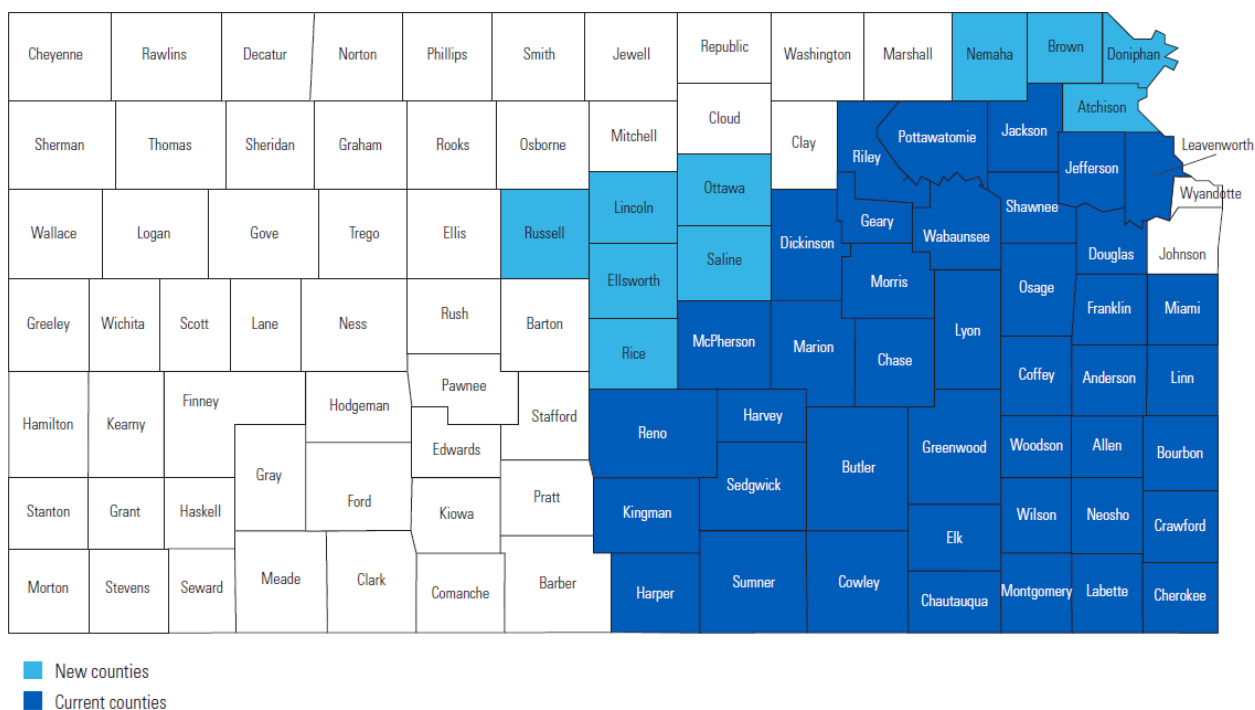 Cheyenne
Rawlins
Decatur
Norton
Phillips
Smith
Jewell
Republic
Washington
Marshall
Nemaha
Brown
Doniphan
Sherman
Thomas
Sheridan
Graham
Rooks
Osborne
Mitchell
Cloud
Clay
Riley
Pottawatomie
Jackson
Atchison
Jefferson
Leavenworth
Wyandotte
Wallace
Logan
Gove
Trego
Ellis
Russell
Lincoln
Ottawa
Saline
Dickinson
Geary
Wabaunsee
Shawnee
Douglas
Johnson
Greeley
Wichita
Scott
Lane
Ness
Rush
Barton
Ellsworth
Rice
McPherson
Marion
Morris
Chase
Lyon
Osage
Franklin
Miami
Coffey
Anderson
Linn
Hamilton
Kearny
Finney
Hodgeman
Pawnee
Stafford
Edwards
Reno
Harvey
Sedgwick
Butler
Greenwood
Woodson
Allen
Bourbon
Stanton
Grant
Haskell
Gray
Ford
Kiowa
Pratt
Kingman
Elk
Wilson
Neosho
Crawford
Morton
Stevens
Seward
Meade
Clark
Comanche
Barber
Harper
Sumner
Cowley
Chautauqua
Montgomery
Labette
Cherokee
New counties
Current counties